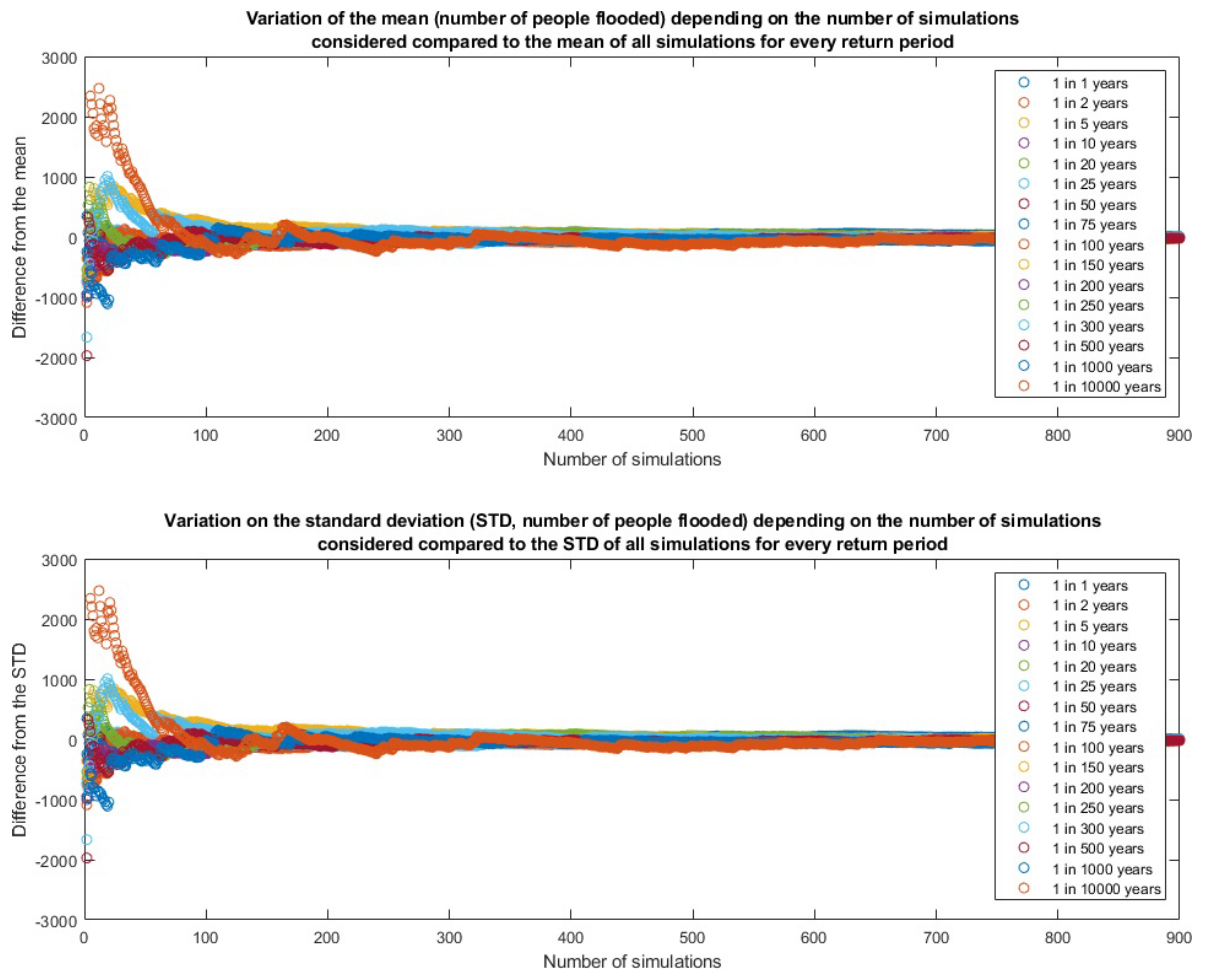 Variation of the mean (number of people flooded) depending on the number of simulations
considered compared to the mean of all simulations for every return period
3000
2000
1000
0
-1000
-2000
-3000
Difference from the mean
0 100 200 300 400 500 600 700 800 900
Number of simulations
1 in 1 years
1 in 2 years
1 in 5 years
1 in 10 years
1 in 20 years
1 in 25 years
1 in 50 years
1 in 75 years
1 in 100 years
1 in 150 years
1 in 200 years
1 in 250 years
1 in 300 years
1 in 500 years
1 in 1000 years
1 in 10000 years
Variation on the standard deviation (STD, number of people flooded) depending on the number of simulations
considered compared to the STD of all simulations for every return period
3000
2000
1000
0
-1000
-2000
-3000
Difference from the STD
0 100 200 300 400 500 600 700 800 900
Number of simulations
1 in 1 years
1 in 2 years
1 in 5 years
1 in 10 years
1 in 20 years
1 in 25 years
1 in 50 years
1 in 75 years
1 in 100 years
1 in 150 years
1 in 200 years
1 in 250 years
1 in 300 years
1 in 500 years
1 in 1000 years
1 in 10000 years